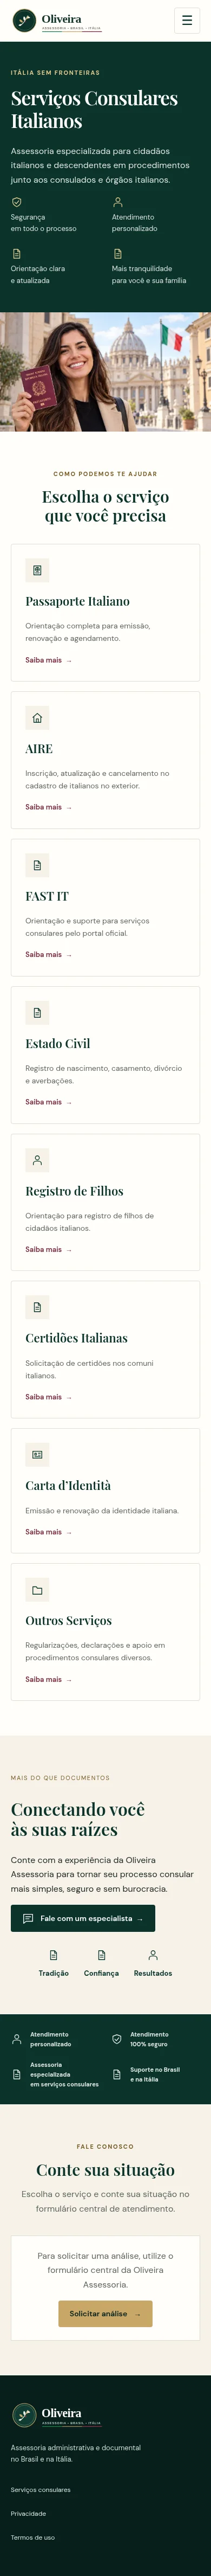 Oliveira
ASSESSORIA • BRASIL • ITÁLIA
☰
ITÁLIA SEM FRONTEIRAS
Serviços Consulares
Italianos
Assessoria especializada para cidadãos
italianos e descendentes em procedimentos
junto aos consulados e órgãos italianos.
Segurança
em todo o processo
Atendimento
personalizado
Orientação clara
e atualizada
Mais tranquilidade
para você e sua família
COMO PODEMOS TE AJUDAR
Escolha o serviço
que você precisa
Passaporte Italiano
Orientação completa para emissão,
renovação e agendamento.
Saiba mais →
AIRE
Inscrição, atualização e cancelamento no
cadastro de italianos no exterior.
Saiba mais →
FAST IT
Orientação e suporte para serviços
consulares pelo portal oficial.
Saiba mais →
Estado Civil
Registro de nascimento, casamento, divórcio
e averbações.
Saiba mais →
Registro de Filhos
Orientação para registro de filhos de
cidadãos italianos.
Saiba mais →
Certidões Italianas
Solicitação de certidões nos comuni
italianos.
Saiba mais →
Carta d'Identità
Emissão e renovação da identidade italiana.
Saiba mais →
Outros Serviços
Regularizações, declarações e apoio em
procedimentos consulares diversos.
Saiba mais →
MAIS DO QUE DOCUMENTOS
Conectando você
às suas raízes
Conte com a experiência da Oliveira
Assessoria para tornar seu processo consular
mais simples, seguro e sem burocracia.
Fale com um especialista →
Tradição
Confiança
Resultados
Atendimento
personalizado
Atendimento
100% seguro
Assessoria
especializada
em serviços consulares
Suporte no Brasil
e na Itália
FALE CONOSCO
Conte sua situação
Escolha o serviço e conte sua situação no
formulário central de atendimento.
Para solicitar uma análise, utilize o
formulário central da Oliveira
Assessoria.
Solicitar análise →
Oliveira
ASSESSORIA • BRASIL • ITÁLIA
Assessoria administrativa e documental
no Brasil e na Itália.
Serviços consulares
Privacidade
Termos de uso